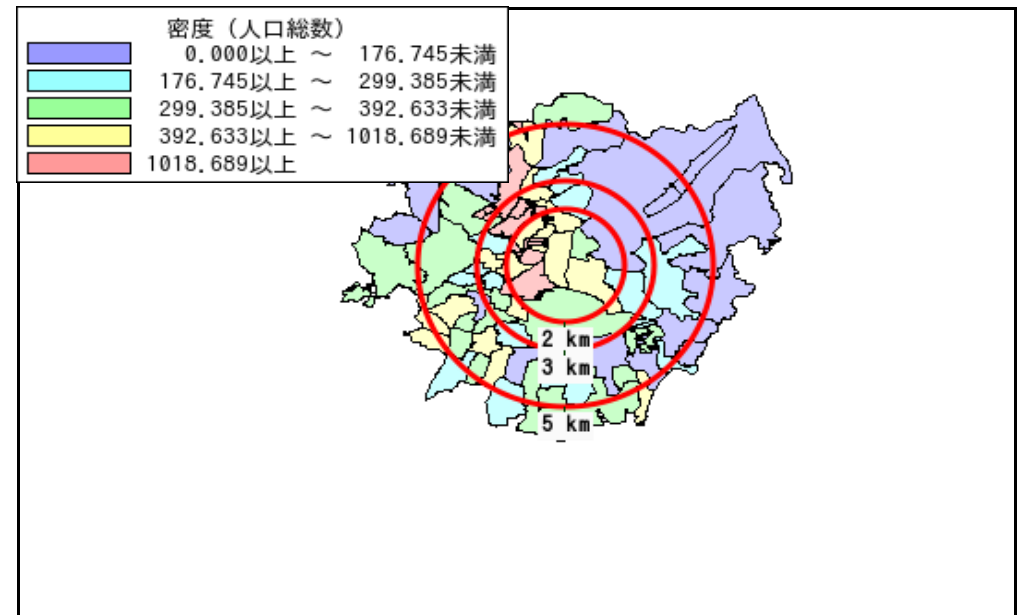 密度（人口総数）
0.000以上 ～ 176.745未満
176.745以上 ～ 299.385未満
299.385以上 ～ 392.633未満
392.633以上 ～ 1018.689未満
1018.689以上
2 km
3 km
5 km